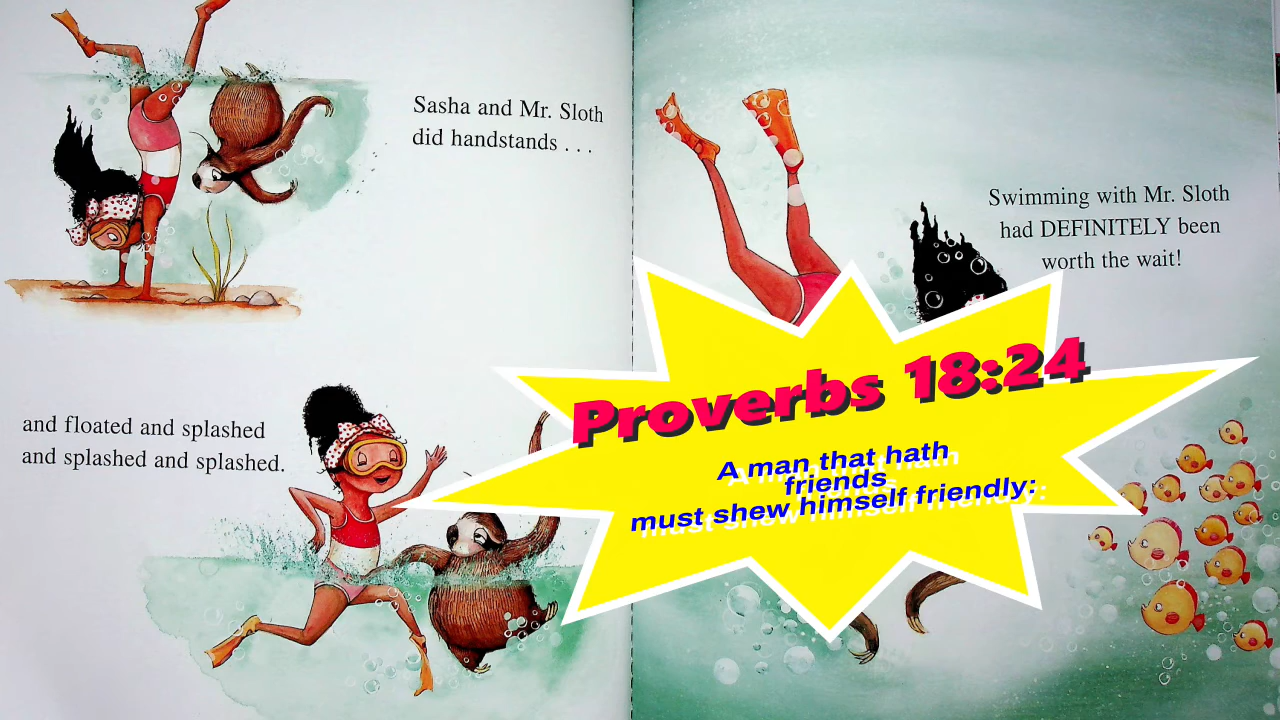 Sasha and Mr. Sloth
did handstands . . .
and floated and splashed
and splashed and splashed.
Swimming with Mr. Sloth
had DEFINITELY been
worth the wait!
Proverbs 18:24
A man that hath
friends
must shew himself friendly: